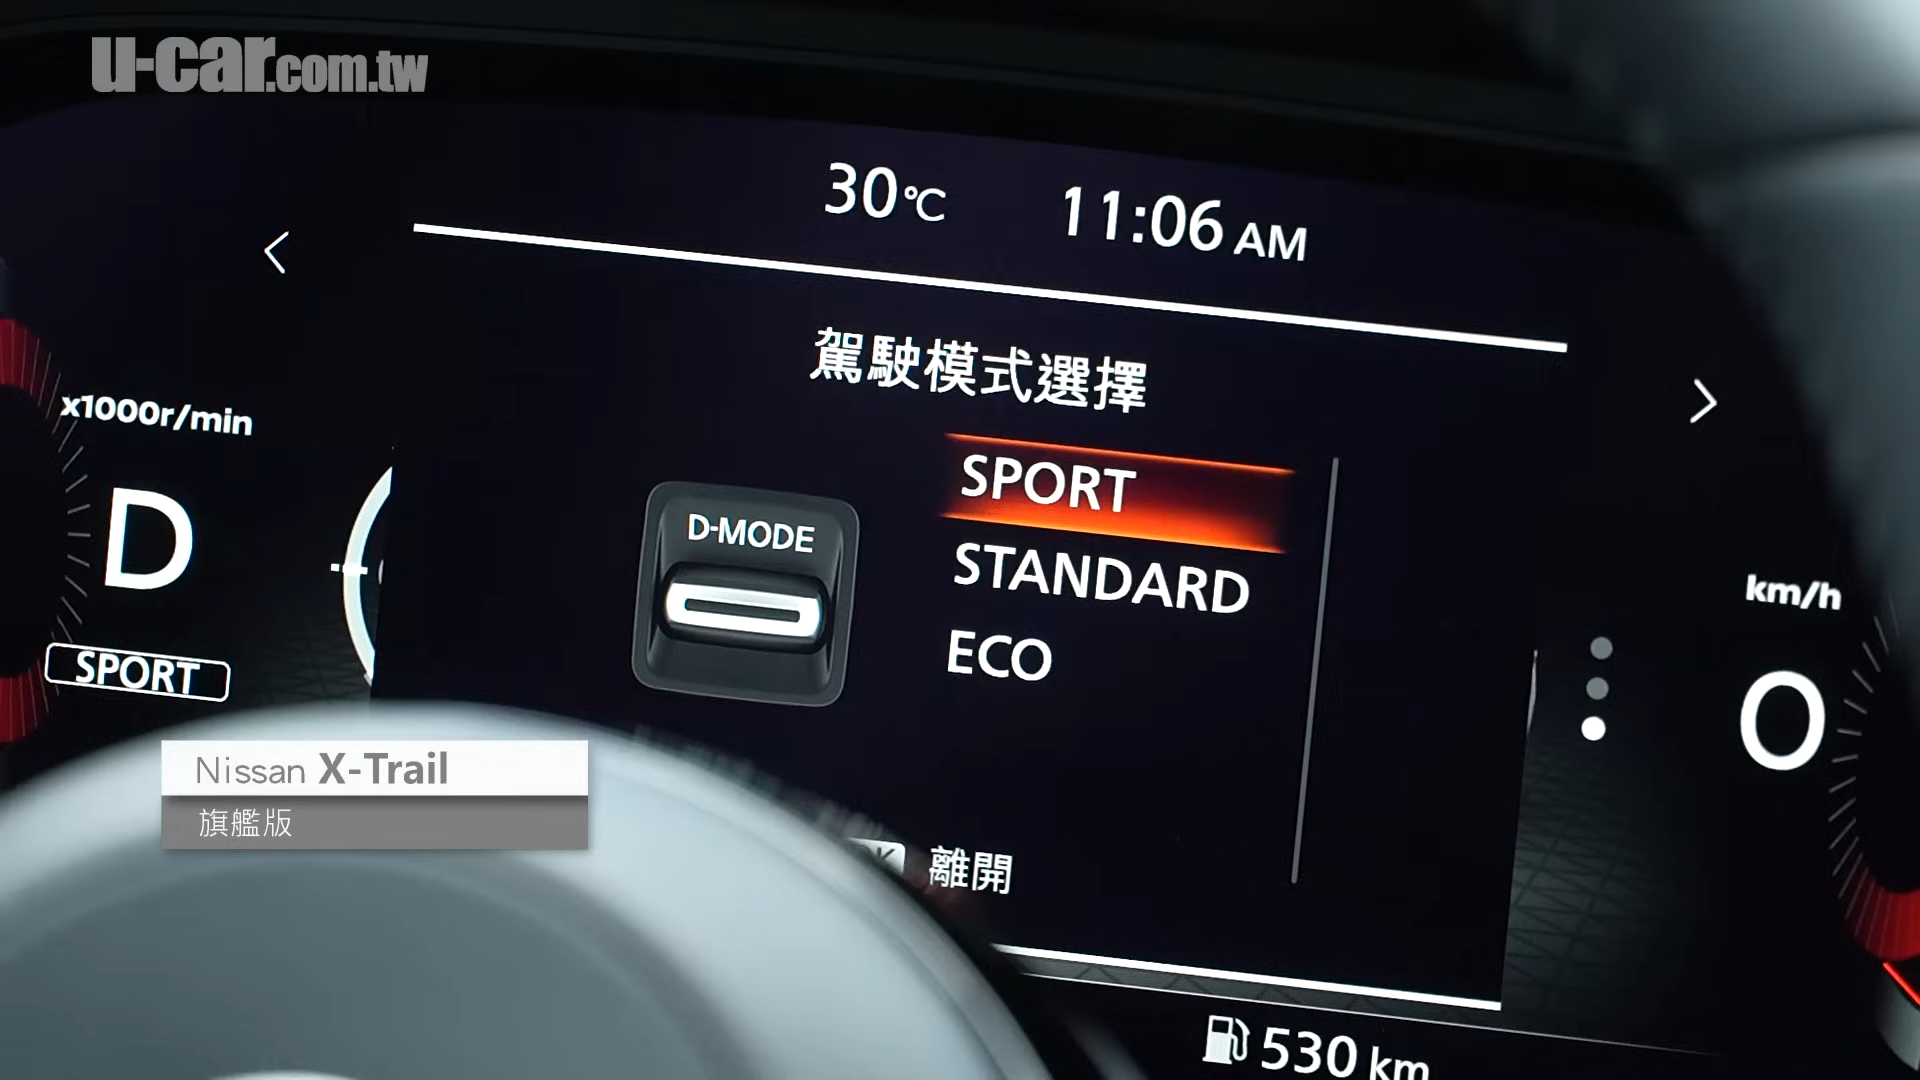 u-car.com.tw
30℃ 11:06 AM
駕駛模式選擇
x1000r/min
D
SPORT
D-MODE
SPORT
STANDARD
ECO
km/h
0
Nissan X-Trail
旗艦版
離開
530 km